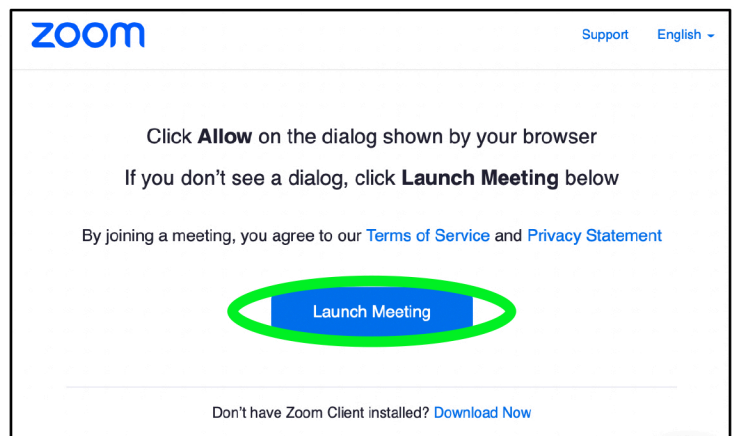 zoom
Support English
Click Allow on the dialog shown by your browser
If you don't see a dialog, click Launch Meeting below
By joining a meeting, you agree to our Terms of Service and Privacy Statement
Launch Meeting
Don't have Zoom Client installed? Download Now